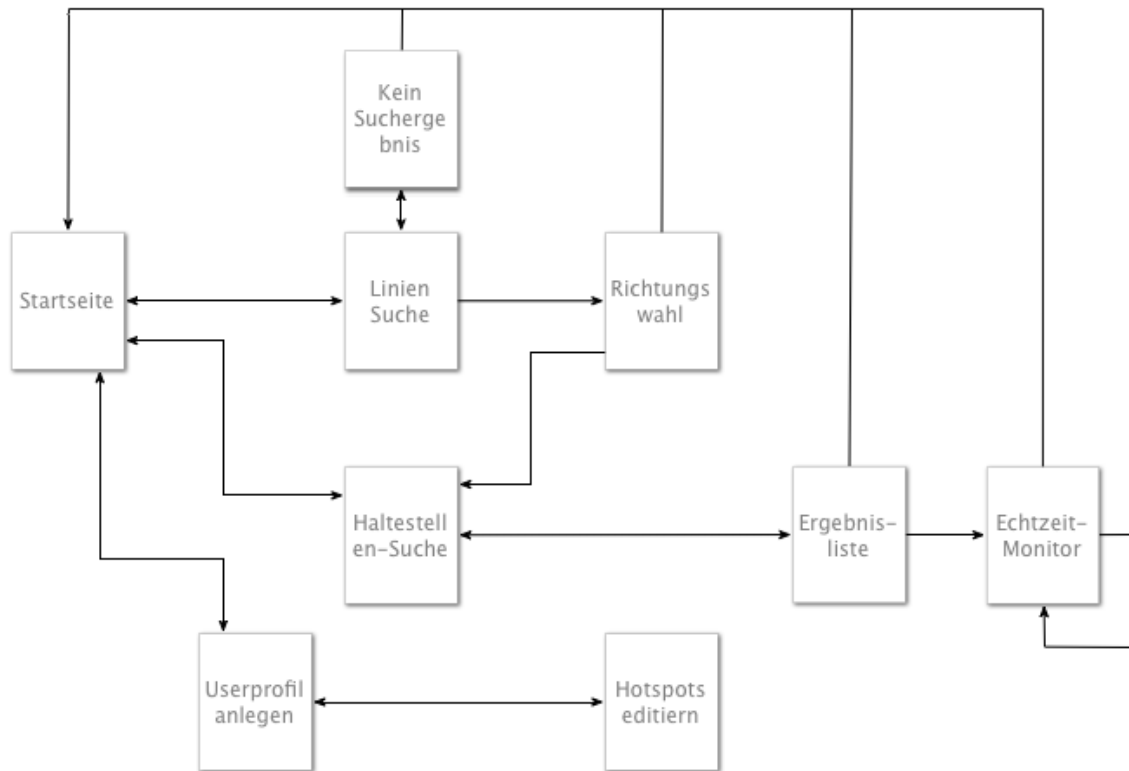 Kein
Sucherge
bnis
Startseite
Linien
Suche
Richtungs
wahl
Haltestell
en-Suche
Ergebnis-
liste
Echtzeit-
Monitor
Userprofil
anlegen
Hotspots
editiern